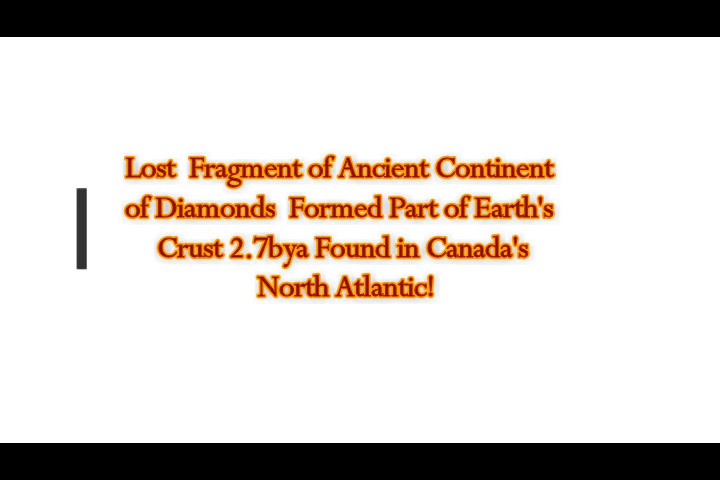 Lost  Fragment of Ancient Continent
of Diamonds  Formed Part of Earth's
Crust 2.7bya Found in Canada's
North Atlantic!